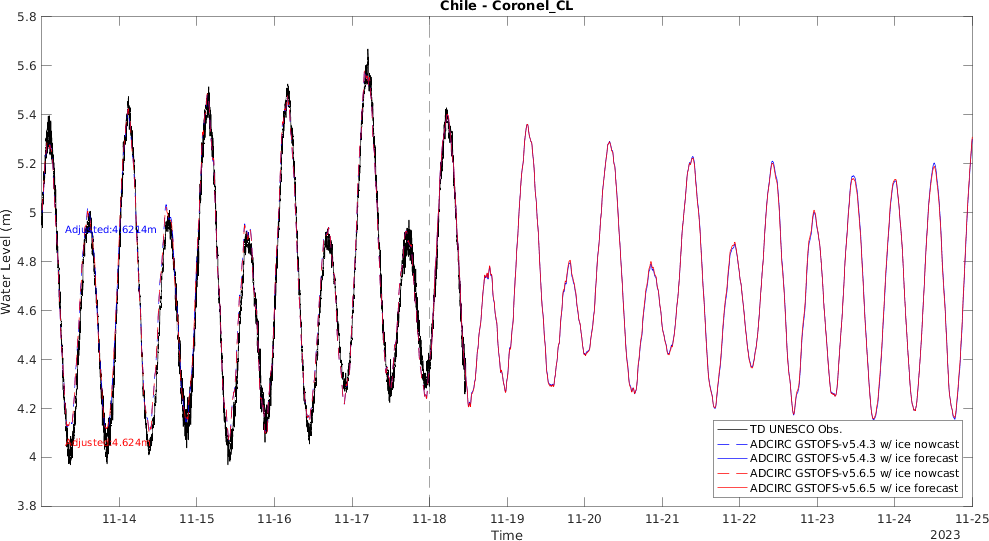 Chile - Coronel_CL
Water Level (m)
5.8
5.6
5.4
5.2
5
4.8
4.6
4.4
4.2
4
3.8
Adjusted:4.6214m
Adjusted:4.624m
TD UNESCO Obs.
ADCIRC GSTOFS-v5.4.3 w/ ice nowcast
ADCIRC GSTOFS-v5.4.3 w/ ice forecast
ADCIRC GSTOFS-v5.6.5 w/ ice nowcast
ADCIRC GSTOFS-v5.6.5 w/ ice forecast
11-14 11-15 11-16 11-17 11-18 11-19 11-20 11-21 11-22 11-23 11-24 11-25
Time
2023